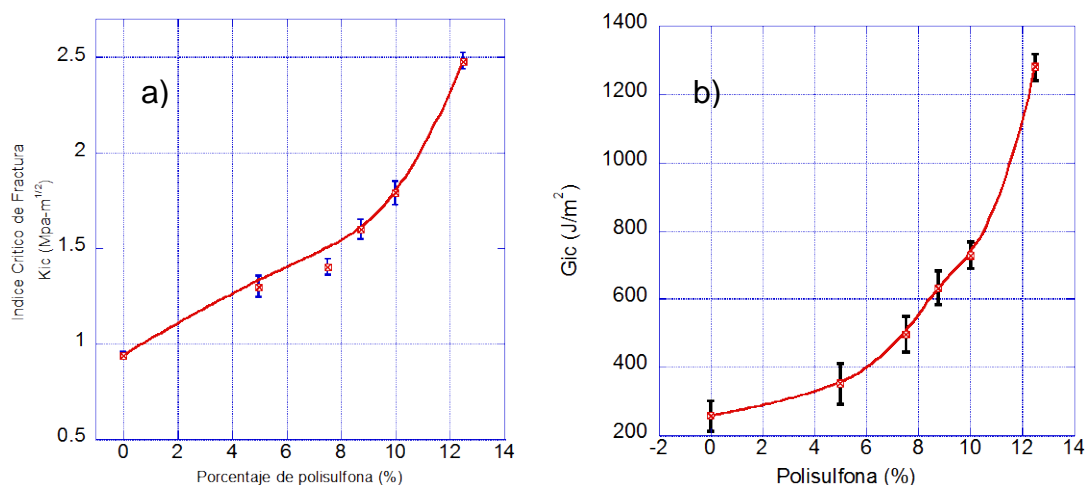 a)
Indice Critico de Fractura
KIc (Mpa-m^1/2)
2.5
2
1.5
1
0.5
0 2 4 6 8 10 12 14
Porcentaje de polisulfona (%)
b)
Gic (J/m²)
1400
1200
1000
800
600
400
200
-2 0 2 4 6 8 10 12 14
Polisulfona (%)